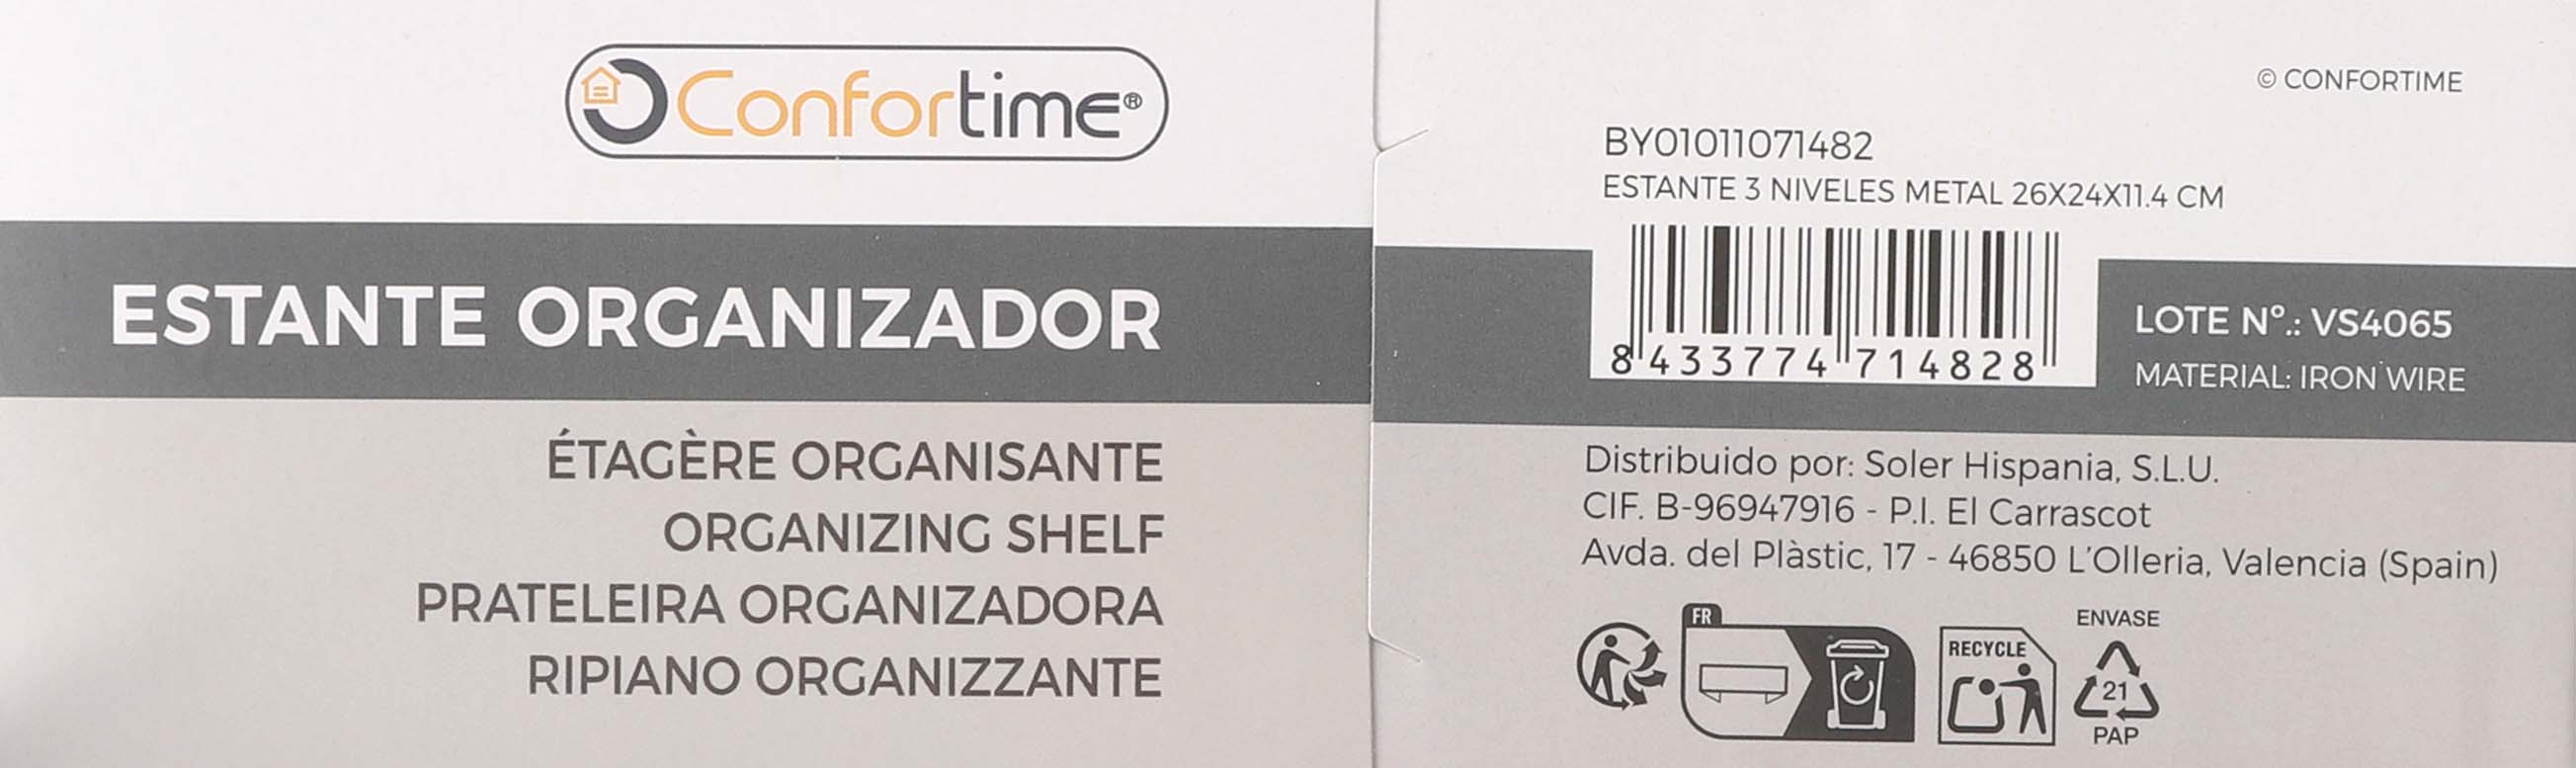 Confortime®
ESTANTE ORGANIZADOR
ÉTAGÈRE ORGANISANTE
ORGANIZING SHELF
PRATELEIRA ORGANIZADORA
RIPIANO ORGANIZZANTE
© CONFORTIME
BY01011071482
ESTANTE 3 NIVELES METAL 26X24X11.4 CM
8 433774 714828
LOTE Nº.: VS4065
MATERIAL: IRON WIRE
Distribuido por: Soler Hispania, S.L.U.
CIF. B-96947916 - P.I. El Carrascot
Avda. del Plàstic, 17 - 46850 L'Olleria, Valencia (Spain)
FR
RECYCLE
ENVASE
21
PAP